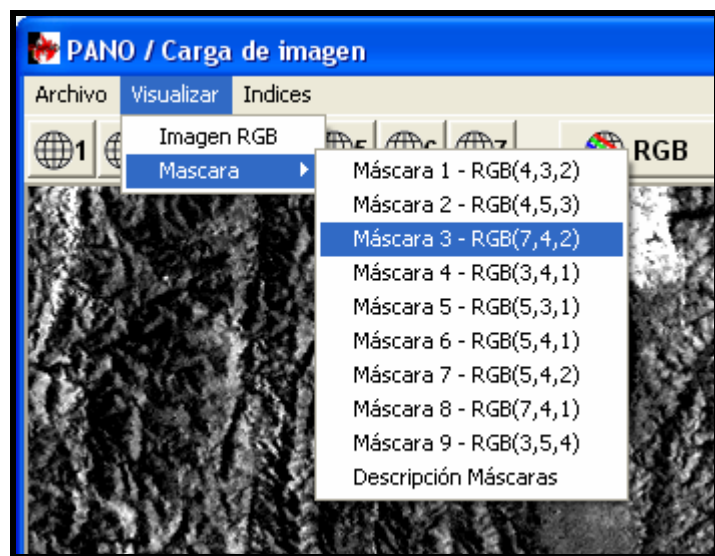 PANO / Carga de imagen
Archivo Visualizar Indices
1 RGB
Imagen RGB
Mascara
Máscara 1 - RGB(4,3,2)
Máscara 2 - RGB(4,5,3)
Máscara 3 - RGB(7,4,2)
Máscara 4 - RGB(3,4,1)
Máscara 5 - RGB(5,3,1)
Máscara 6 - RGB(5,4,1)
Máscara 7 - RGB(5,4,2)
Máscara 8 - RGB(7,4,1)
Máscara 9 - RGB(3,5,4)
Descripción Máscaras